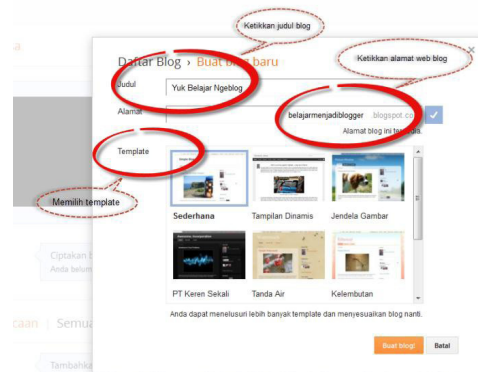 Ketikkan judul blog
Daftar Blog › Buat blog baru
Ketikkan alamat web blog
Judul
Yuk Belajar Ngeblog
Alamat
belajarmenjadiblogger .blogspot.co
Alamat blog ini tersedia.
Template
Memilih template
Sederhana
Tampilan Dinamis
Jendela Gambar
PT Keren Sekali
Tanda Air
Kelembutan
Ciptakan
Anda belum
Anda dapat menelusuri lebih banyak template dan menyesuaikan blog nanti.
caan | Semua
Buat blog!
Batal
Tambahka